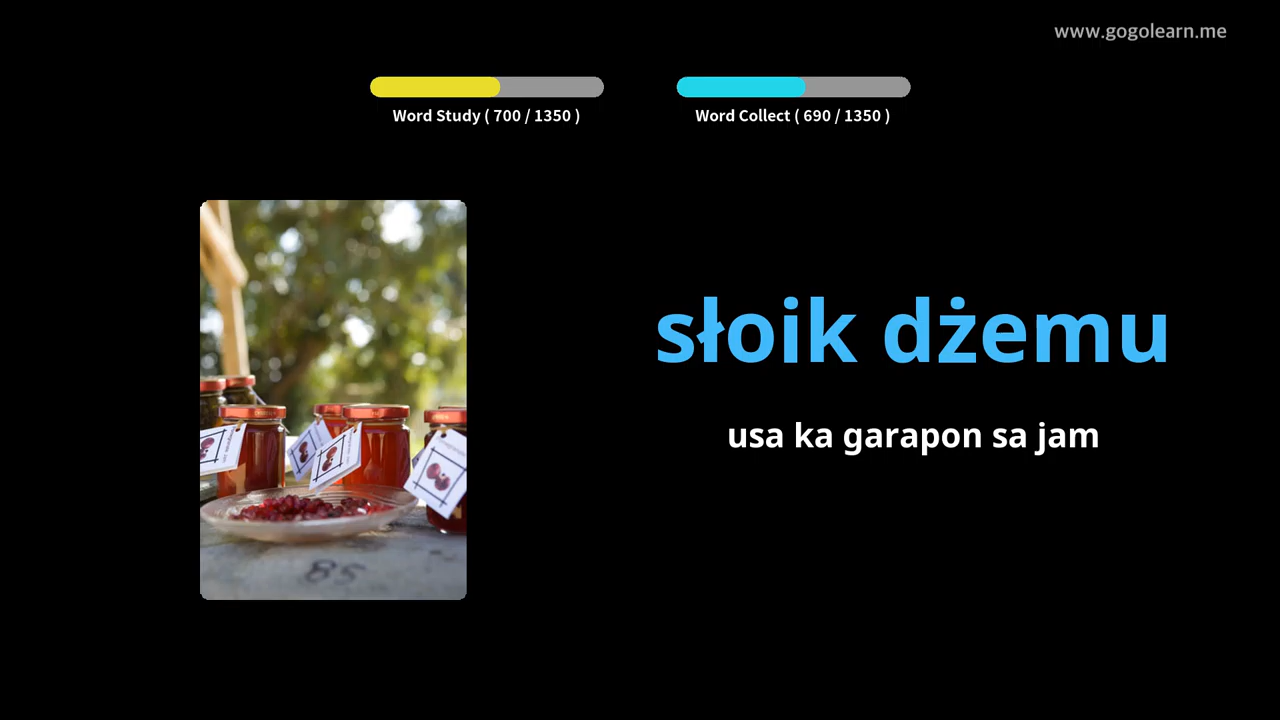 www.gogolearn.me
Word Study ( 700 / 1350 )
Word Collect ( 690 / 1350 )
słoik dżemu
usa ka garapon sa jam
85